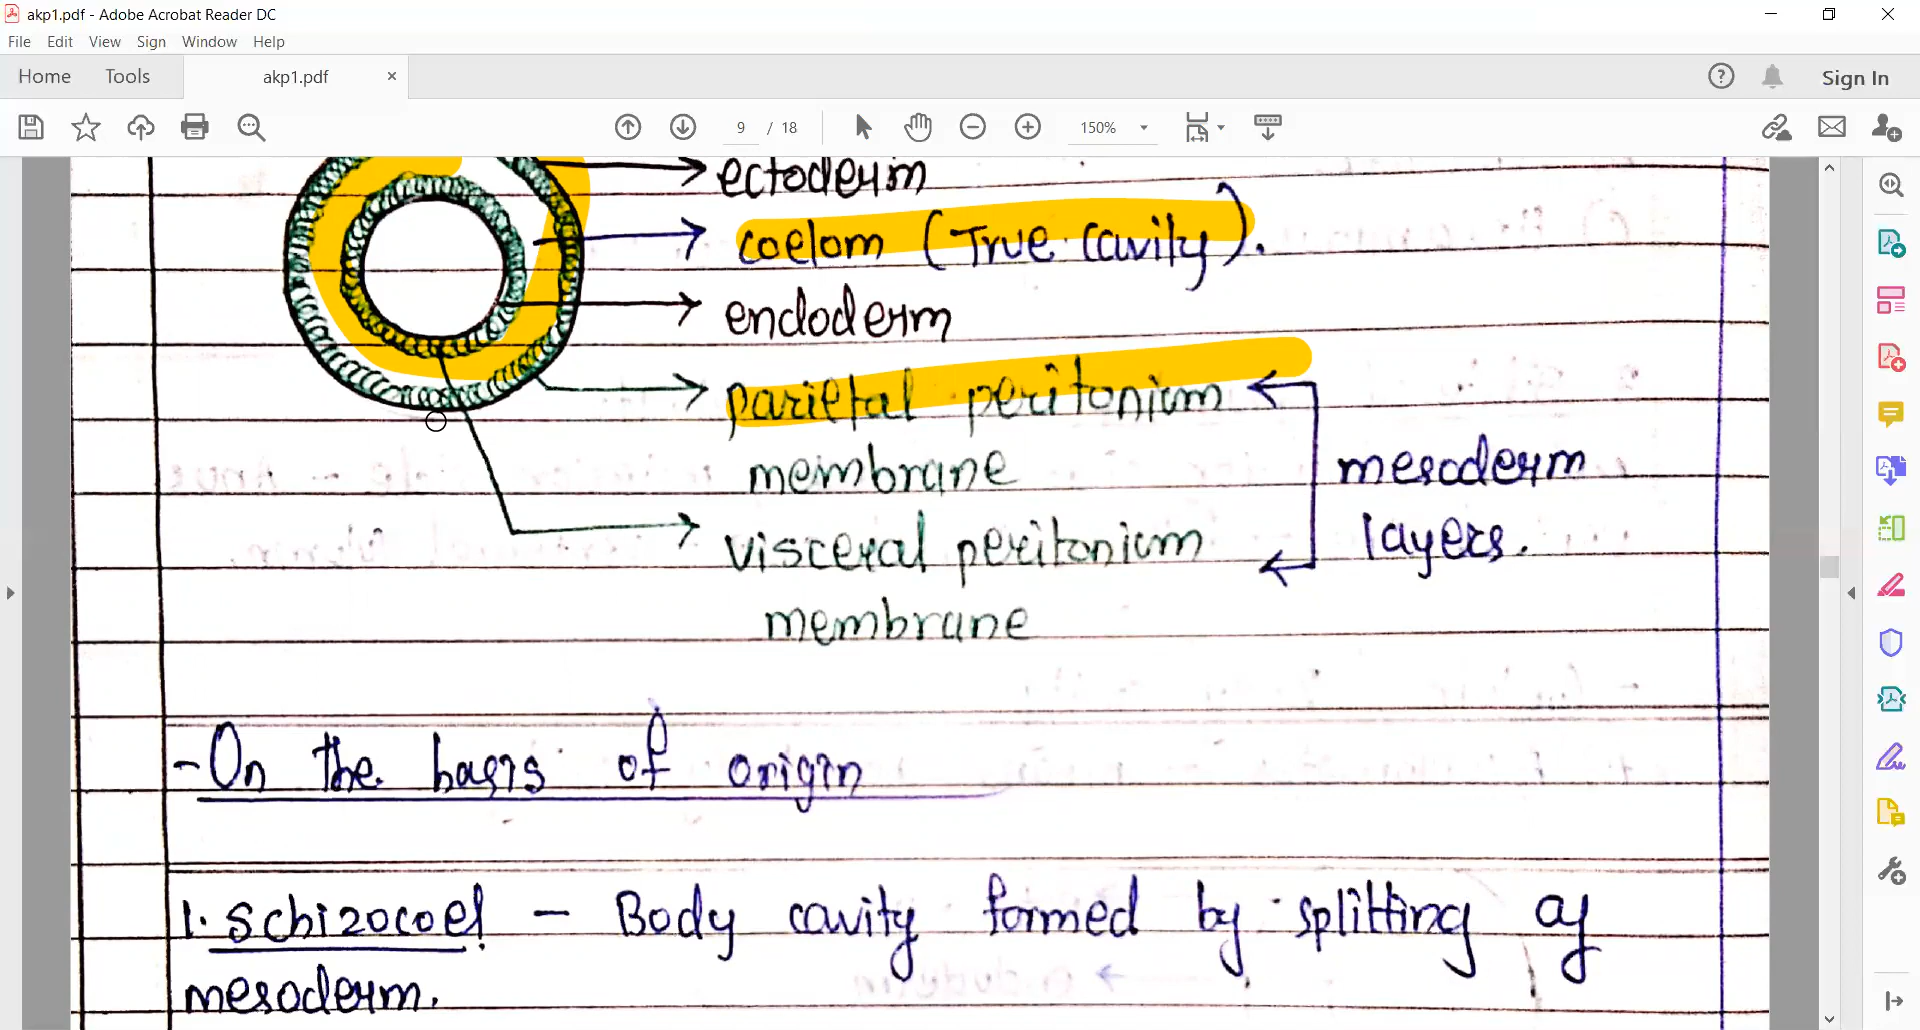 akp1.pdf - Adobe Acrobat Reader DC
File Edit View Sign Window Help
Home Tools akp1.pdf × Sign In
9 / 18 150%
ectoderm
coelom (True cavity).
endoderm
parietal peritonium
membrane
mesoderm
layers.
visceral peritonium
membrane
- On the basis of origin
1. schizocoel - Body cavity formed by splitting of
mesoderm.